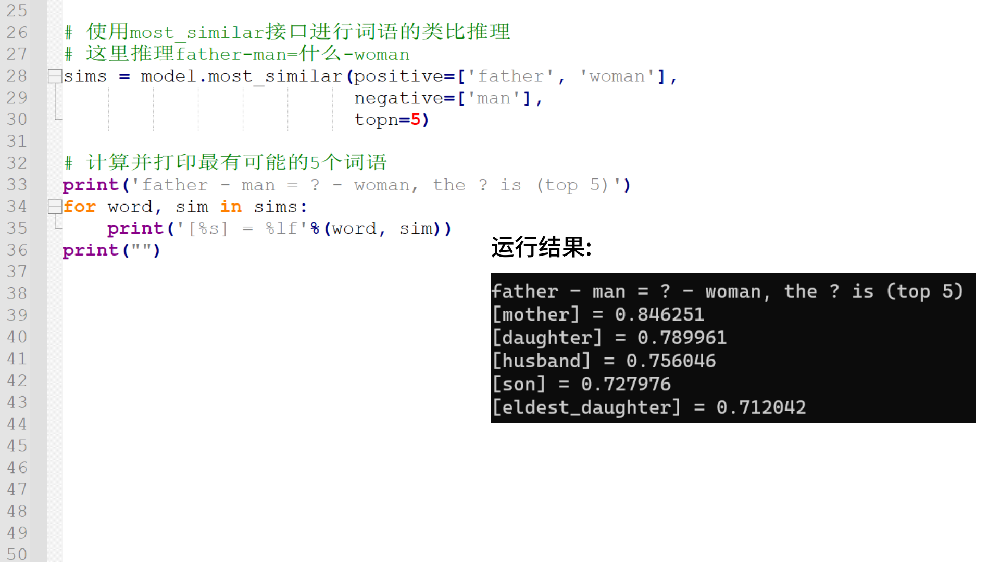 25
26 # 使用most_similar接口进行词语的类比推理
27 # 这里推理father-man=什么-woman
28 sims = model.most_similar(positive=['father', 'woman'],
29 negative=['man'],
30 topn=5)
31
32 # 计算并打印最有可能的5个词语
33 print('father - man = ? - woman, the ? is (top 5)')
34 for word, sim in sims:
35 print('[%s] = %lf'%(word, sim))
36 print("")
37
38
39
40
41
42
43
44
45
46
47
48
49
50
运行结果:
father - man = ? - woman, the ? is (top 5)
[mother] = 0.846251
[daughter] = 0.789961
[husband] = 0.756046
[son] = 0.727976
[eldest_daughter] = 0.712042